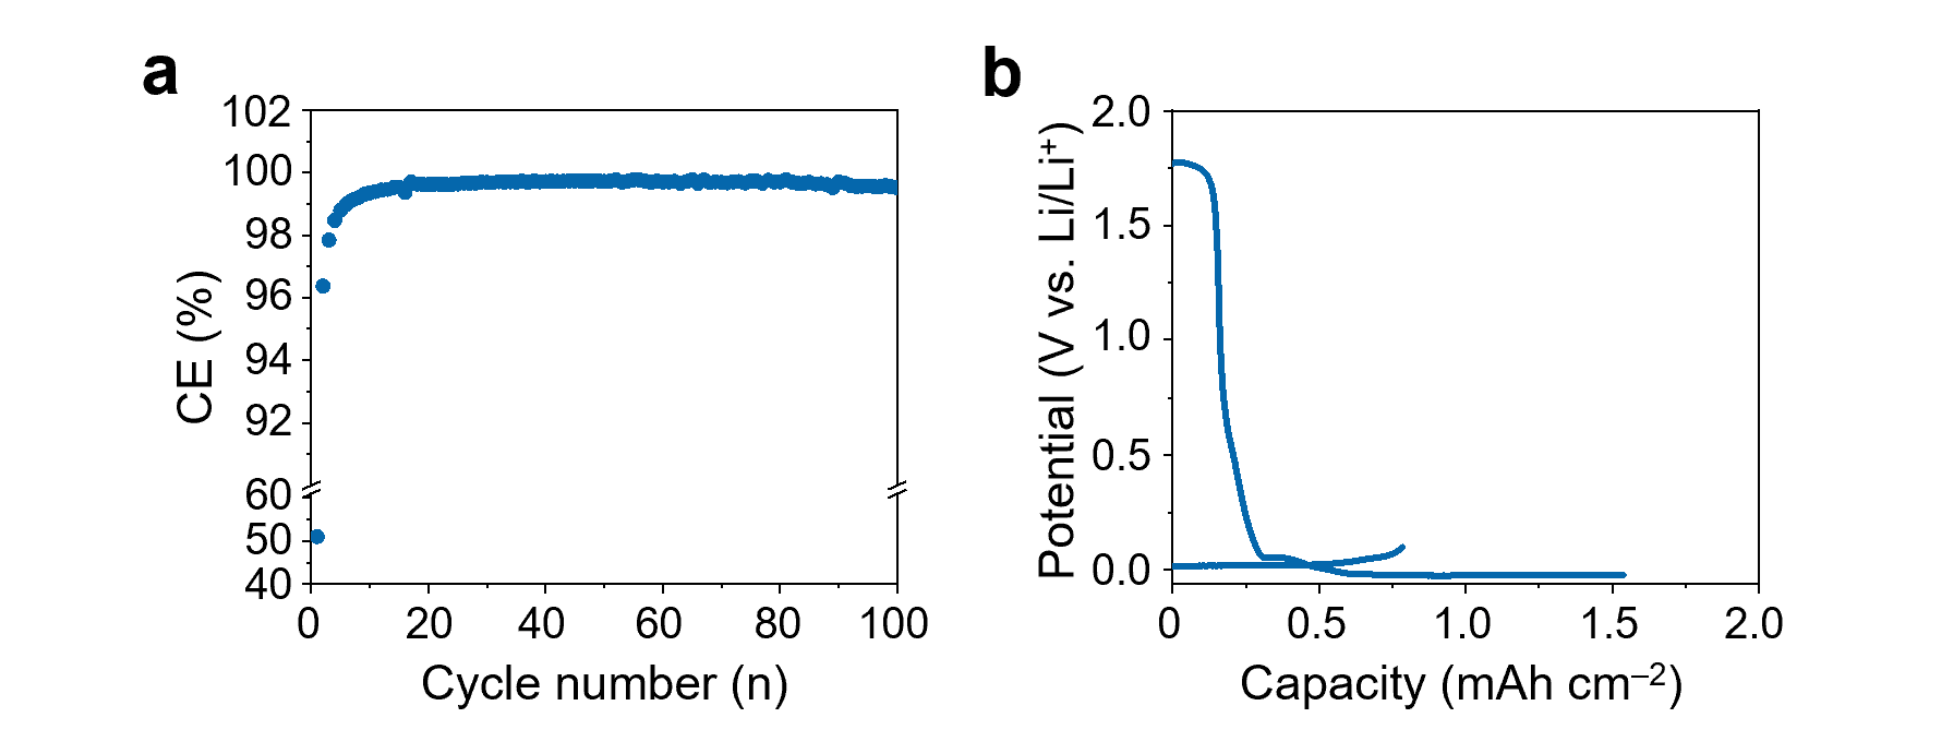 a
102
100
98
96
94
92
60
50
40
CE (%)
0 20 40 60 80 100
Cycle number (n)
b
2.0
1.5
1.0
0.5
0.0
Potential (V vs. Li/Li⁺)
0 0.5 1.0 1.5 2.0
Capacity (mAh cm⁻²)